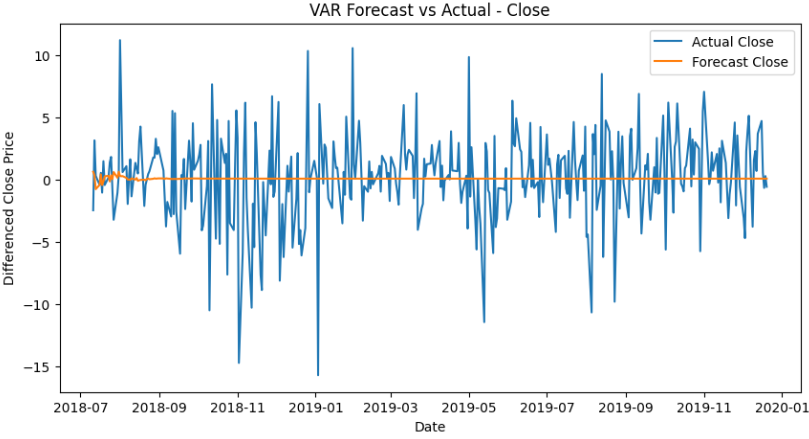 VAR Forecast vs Actual - Close
Actual Close
Forecast Close
10
5
0
−5
−10
−15
Differenced Close Price
2018-07 2018-09 2018-11 2019-01 2019-03 2019-05 2019-07 2019-09 2019-11 2020-01
Date